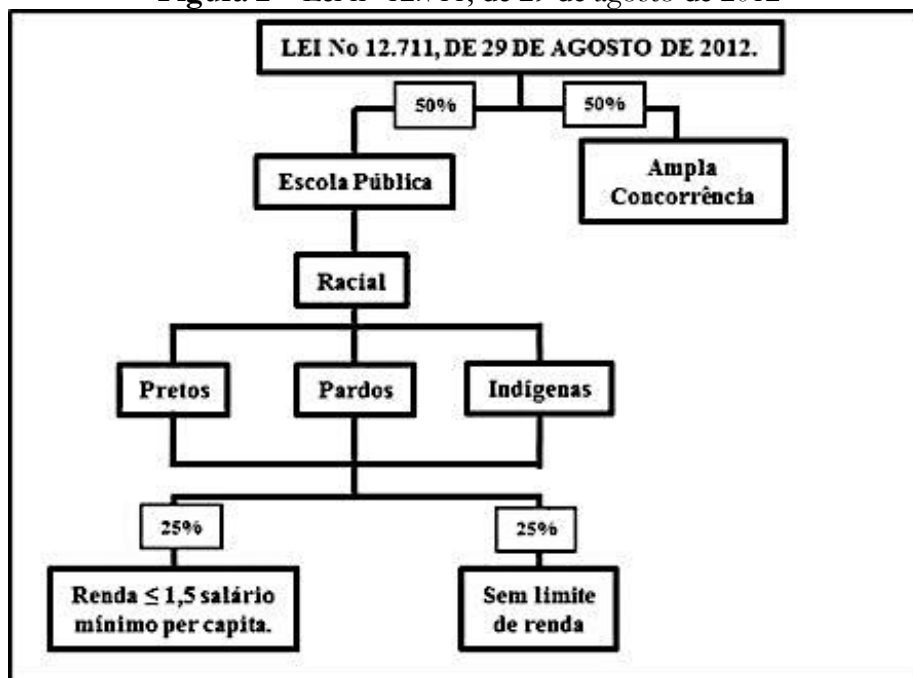 LEI No 12.711, DE 29 DE AGOSTO DE 2012.
50%
50%
Escola Pública
Ampla
Concorrência
Racial
Pretos
Pardos
Indígenas
25%
25%
Renda ≤ 1,5 salário
mínimo per capita.
Sem limite
de renda